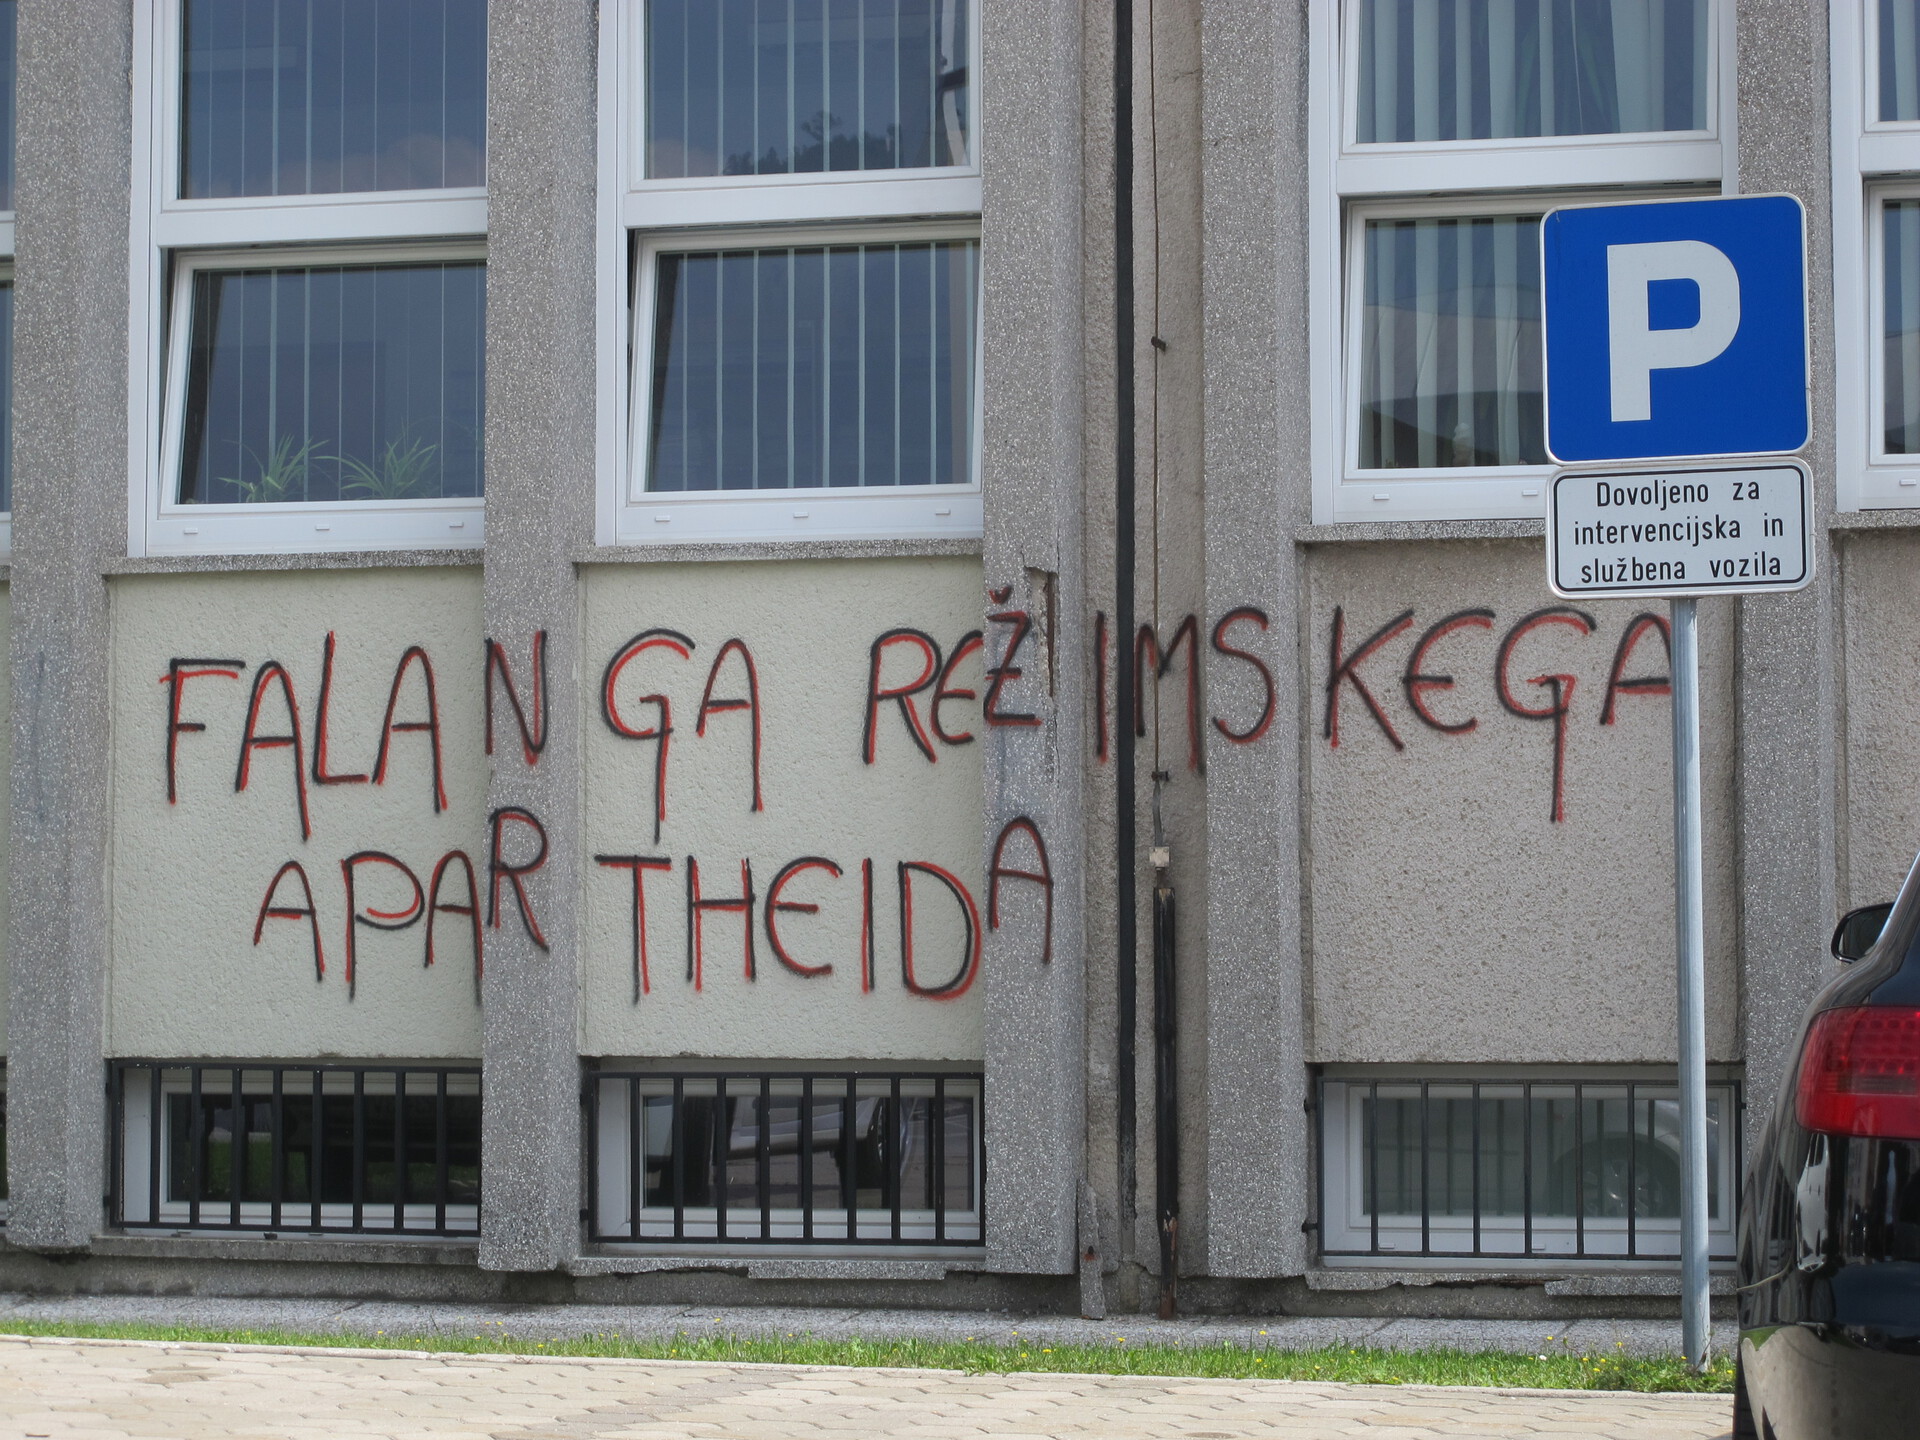 FALANGA REŽIMSKEGA
APARTHEIDA
P
Dovoljeno za
intervencijska in
službena vozila